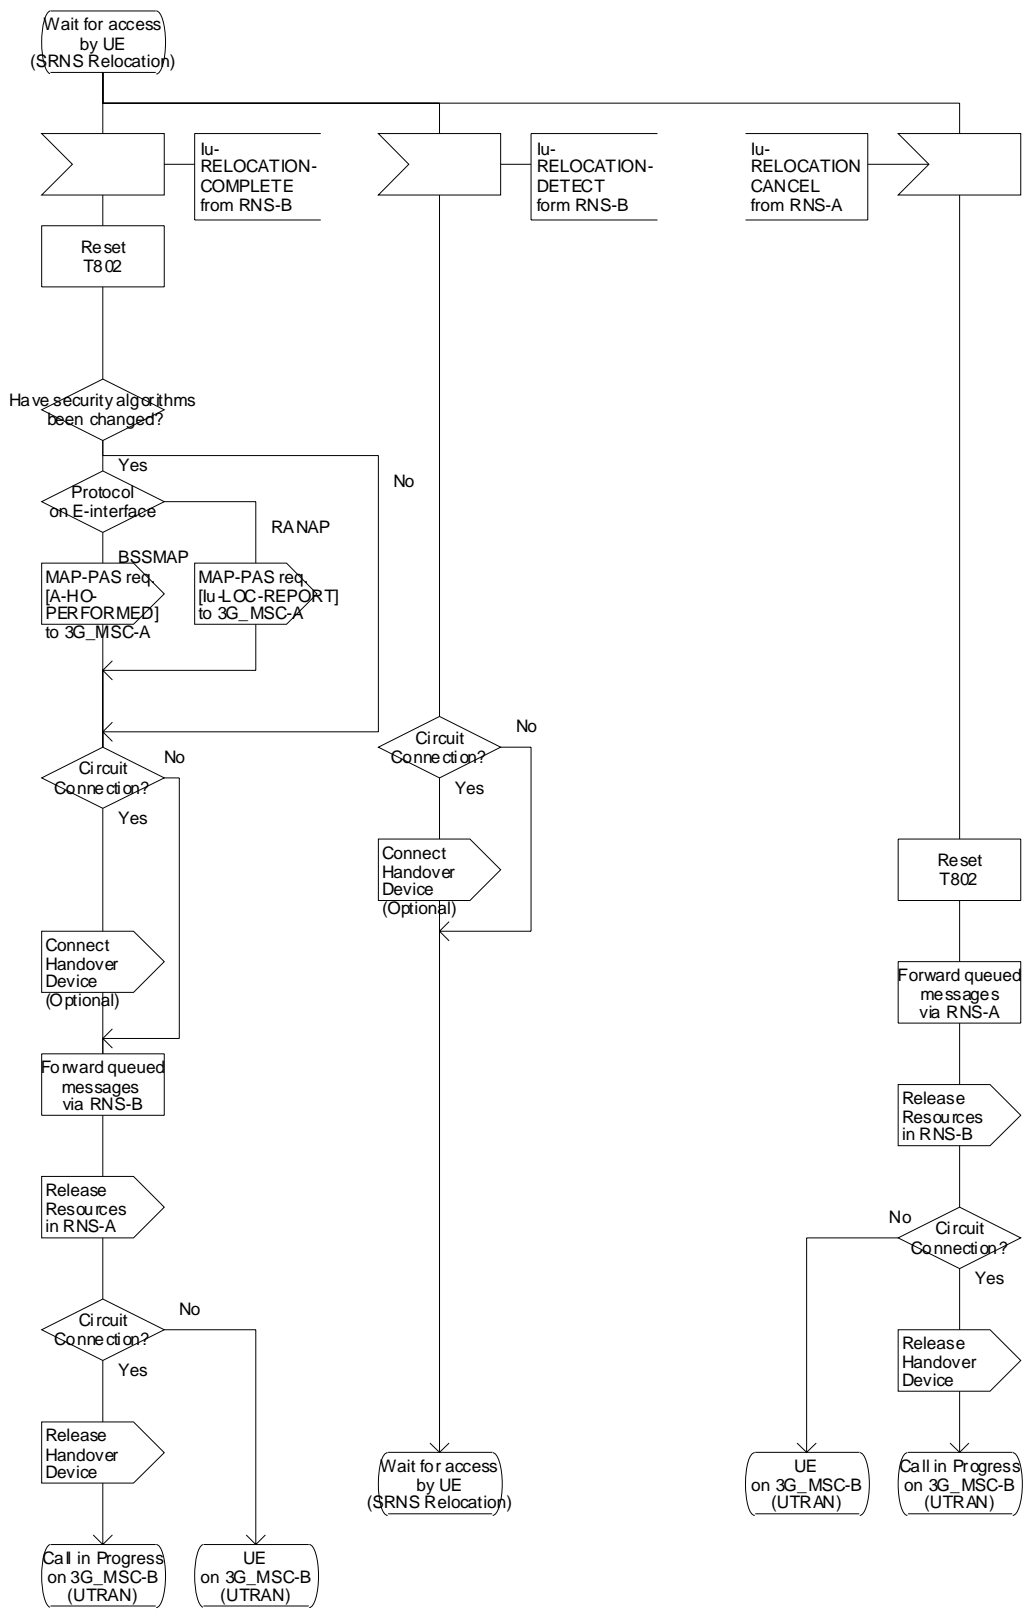 Wait for access
by UE
(SRNS Relocation)
Iu-
RELOCATION-
COMPLETE
from RNS-B
Iu-
RELOCATION-
DETECT
form RNS-B
Iu-
RELOCATION
CANCEL
from RNS-A
Reset
T802
Have security algorithms
been changed?
Yes
No
Protocol
on E-interface
RANAP
BSSMAP
MAP-PAS req.
[A-HO-
PERFORMED]
to 3G_MSC-A
MAP-PAS req.
[Iu-LOC-REPORT]
to 3G_MSC-A
Circuit
Connection?
No
Yes
Circuit
Connection?
No
Yes
Connect
Handover
Device
(Optional)
Reset
T802
Connect
Handover
Device
(Optional)
Forward queued
messages
via RNS-A
Forward queued
messages
via RNS-B
Release
Resources
in RNS-B
Release
Resources
in RNS-A
No
Circuit
Connection?
Yes
Circuit
Connection?
No
Yes
Release
Handover
Device
Release
Handover
Device
Wait for access
by UE
(SRNS Relocation)
UE
on 3G_MSC-B
(UTRAN)
Call in Progress
on 3G_MSC-B
(UTRAN)
Call in Progress
on 3G_MSC-B
(UTRAN)
UE
on 3G_MSC-B
(UTRAN)